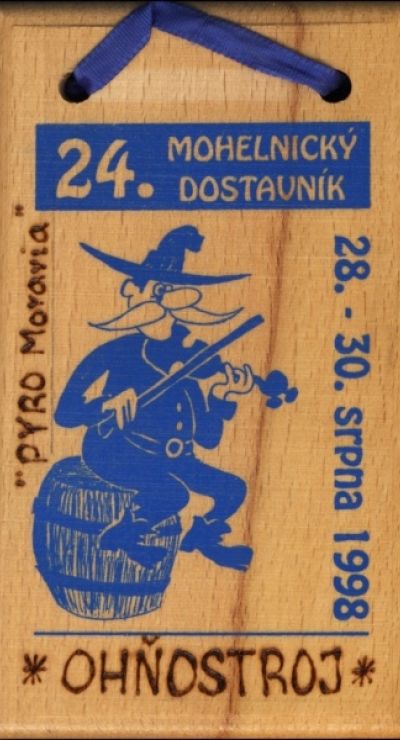 24. MOHELNICKÝ
DOSTAVNÍK
28. - 30. srpna 1998
"PYRO Moravia"
* OHŇOSTROJ *